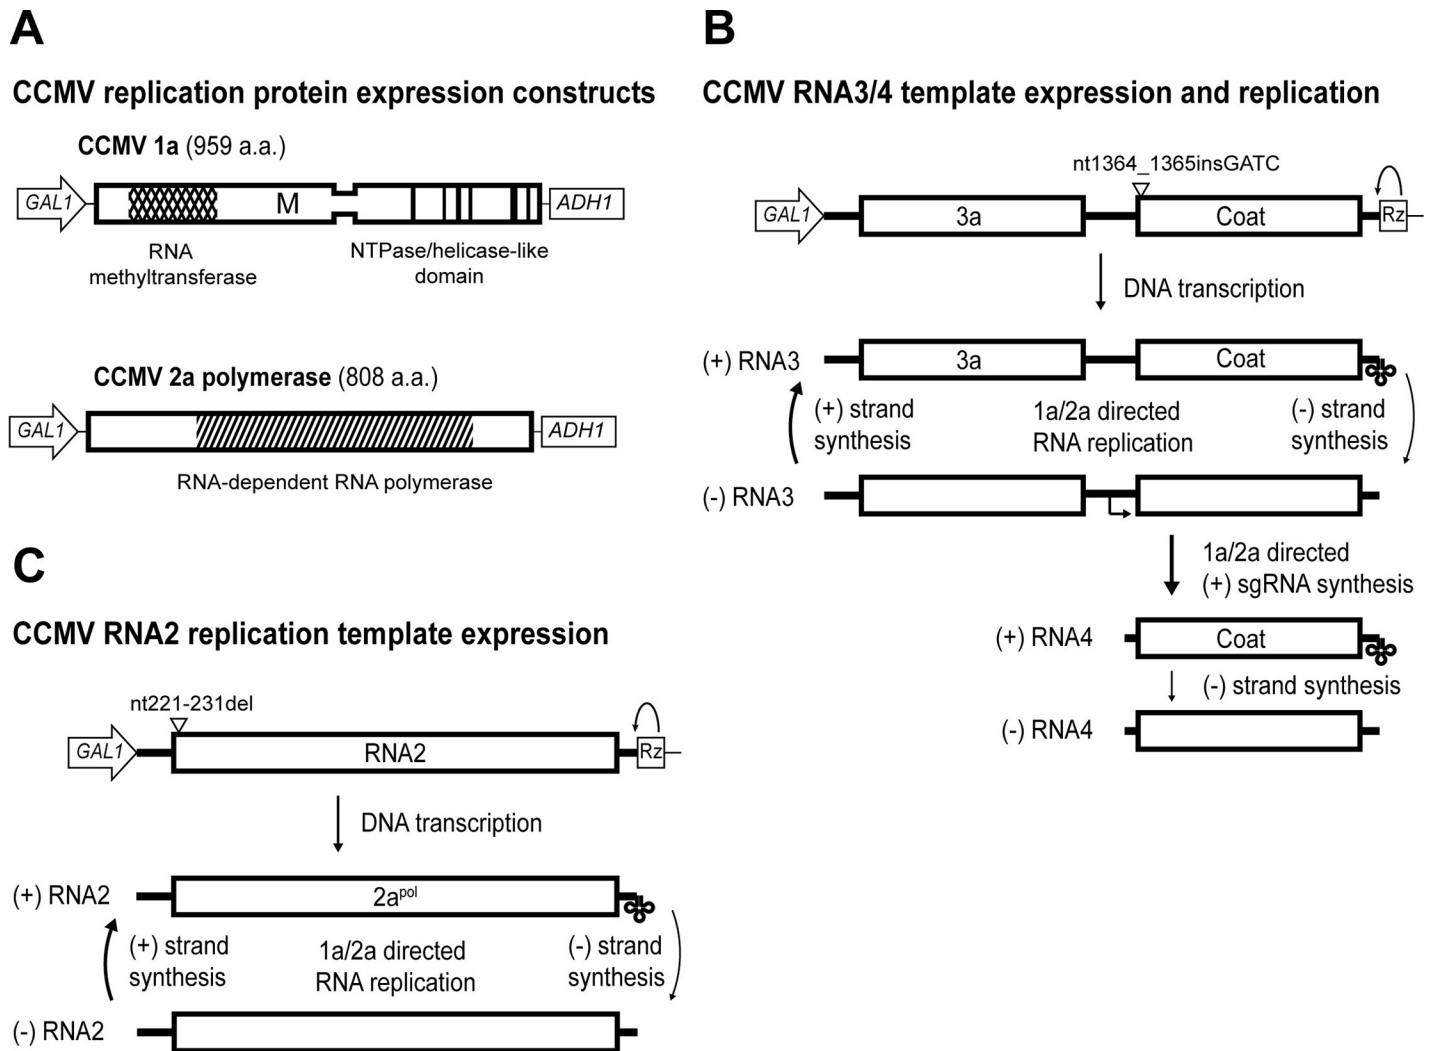 A
CCMV replication protein expression constructs
CCMV 1a (959 a.a.)
GAL1
M
ADH1
RNA
methyltransferase
NTPase/helicase-like
domain
CCMV 2a polymerase (808 a.a.)
GAL1
ADH1
RNA-dependent RNA polymerase
B
CCMV RNA3/4 template expression and replication
nt1364_1365insGATC
GAL1
3a
Coat
Rz
DNA transcription
(+) RNA3
3a
Coat
(+) strand
synthesis
1a/2a directed
RNA replication
(-) strand
synthesis
(-) RNA3
1a/2a directed
(+) sgRNA synthesis
(+) RNA4
Coat
(-) strand synthesis
(-) RNA4
C
CCMV RNA2 replication template expression
nt221-231del
GAL1
RNA2
Rz
DNA transcription
(+) RNA2
2apol
(+) strand
synthesis
1a/2a directed
RNA replication
(-) strand
synthesis
(-) RNA2